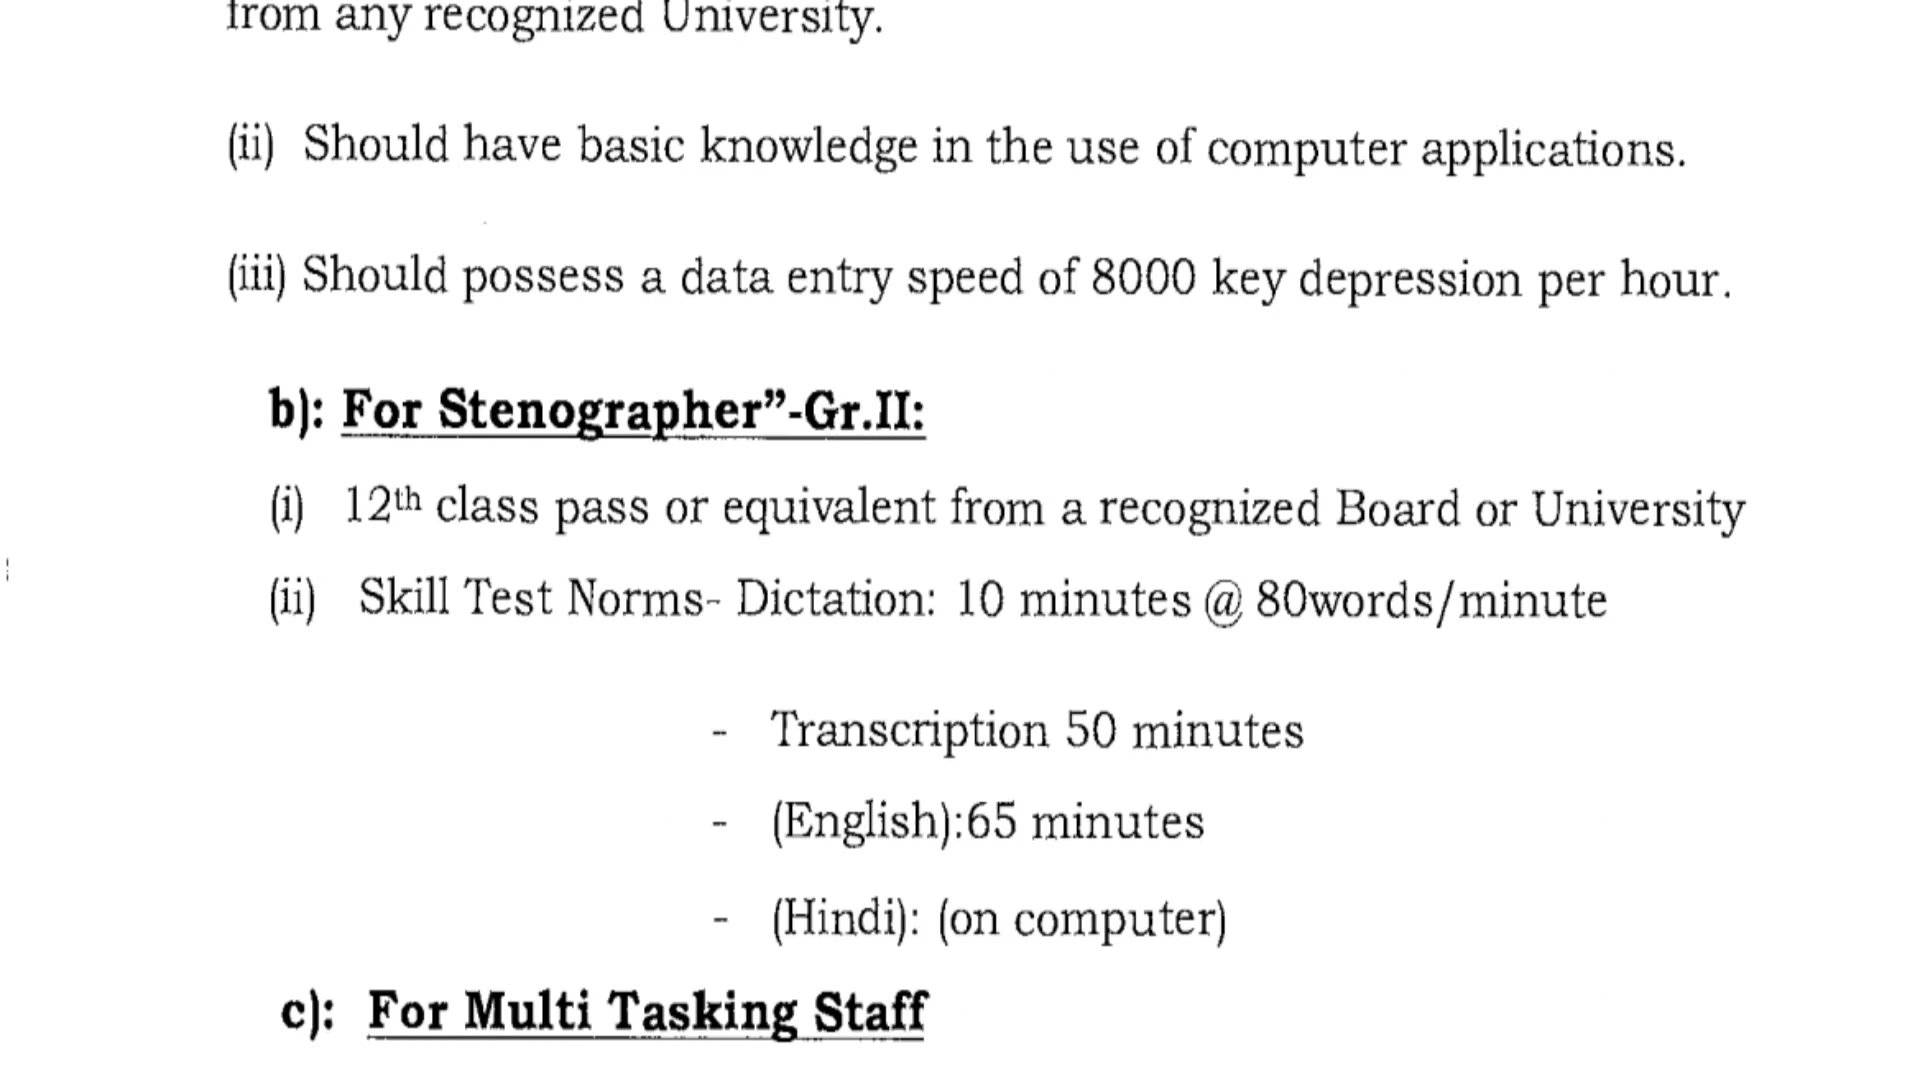 from any recognized University.
(ii) Should have basic knowledge in the use of computer applications.
(iii) Should possess a data entry speed of 8000 key depression per hour.
b): For Stenographer”-Gr.II:
(i) 12th class pass or equivalent from a recognized Board or University
(ii) Skill Test Norms- Dictation: 10 minutes @ 80words/minute
- Transcription 50 minutes
- (English):65 minutes
- (Hindi): (on computer)
c): For Multi Tasking Staff